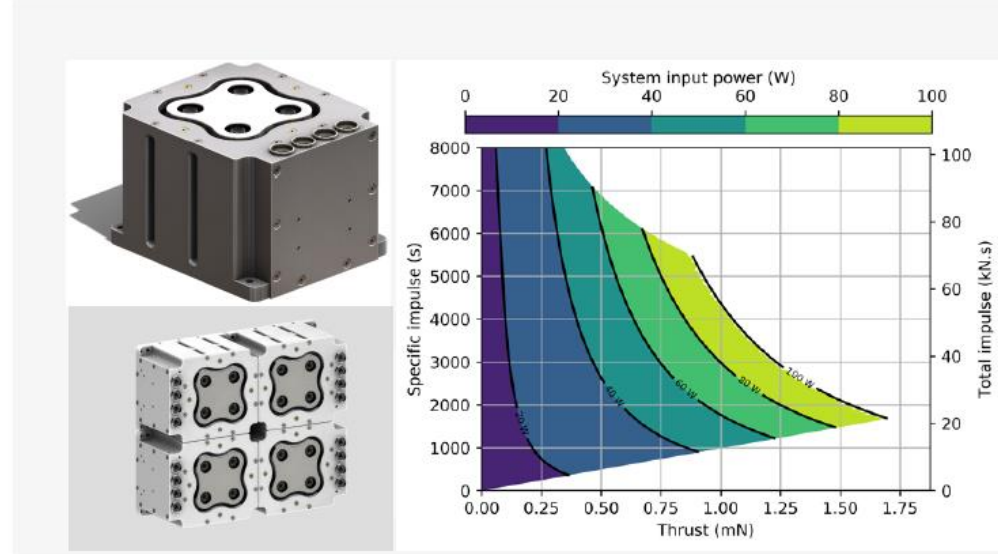 System input power (W)
0 20 40 60 80 100
Specific impulse (s)
8000
7000
6000
5000
4000
3000
2000
1000
0
20 W
40 W
60 W
80 W
100 W
100
80
60
40
20
0
Total impulse (kN.s)
0.00 0.25 0.50 0.75 1.00 1.25 1.50 1.75
Thrust (mN)